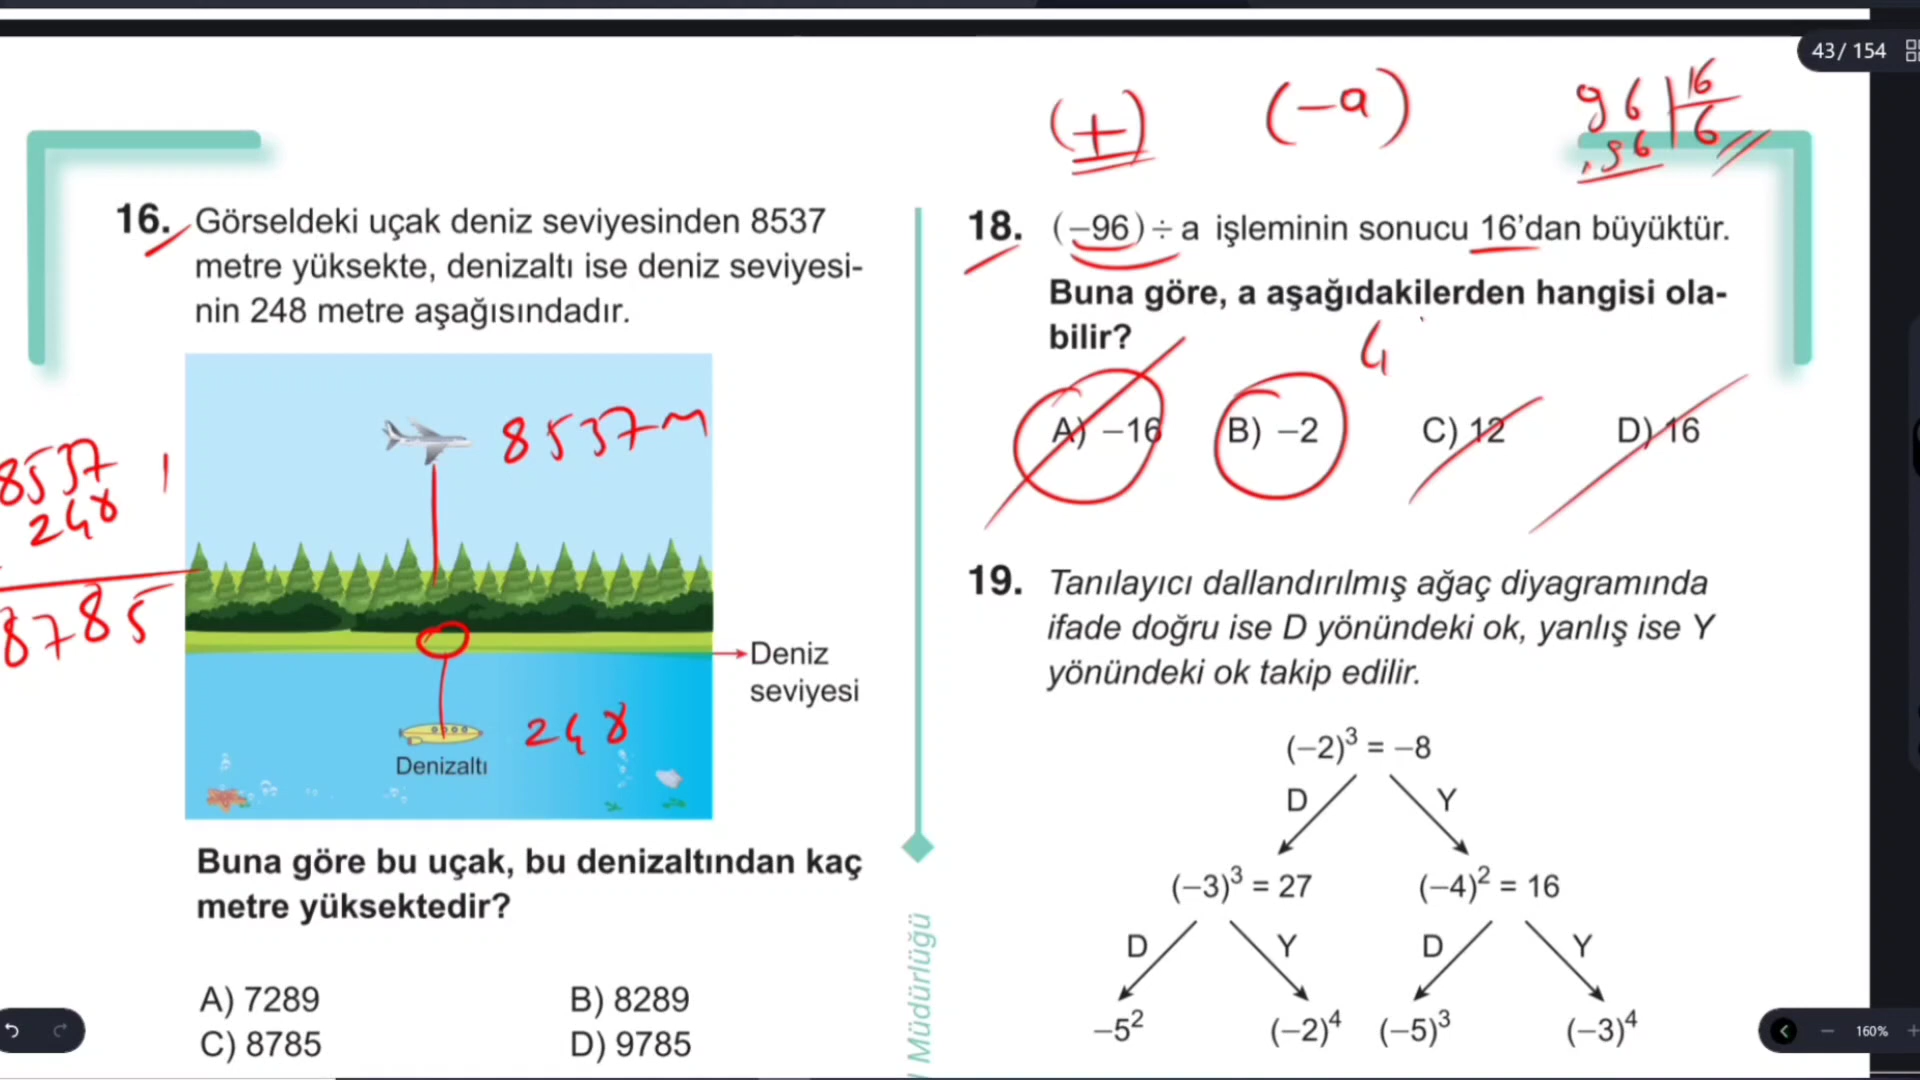 43/ 154
(+) (−a) 96 | 16
6
96
16. Görseldeki uçak deniz seviyesinden 8537
metre yüksekte, denizaltı ise deniz seviyesi-
nin 248 metre aşağısındadır.
8537 m
8537
248
8785
Deniz
seviyesi
248
Denizaltı
Buna göre bu uçak, bu denizaltından kaç
metre yüksektedir?
A) 7289 B) 8289
C) 8785 D) 9785
Müdürlüğü
18. (−96) ÷ a işleminin sonucu 16'dan büyüktür.
Buna göre, a aşağıdakilerden hangisi ola-
bilir?
4
A) −16 B) −2 C) 12 D) 16
19. Tanılayıcı dallandırılmış ağaç diyagramında
ifade doğru ise D yönündeki ok, yanlış ise Y
yönündeki ok takip edilir.
(−2)³ = −8
D Y
(−3)³ = 27 (−4)² = 16
D Y D Y
−5² (−2)⁴ (−5)³ (−3)⁴
160%